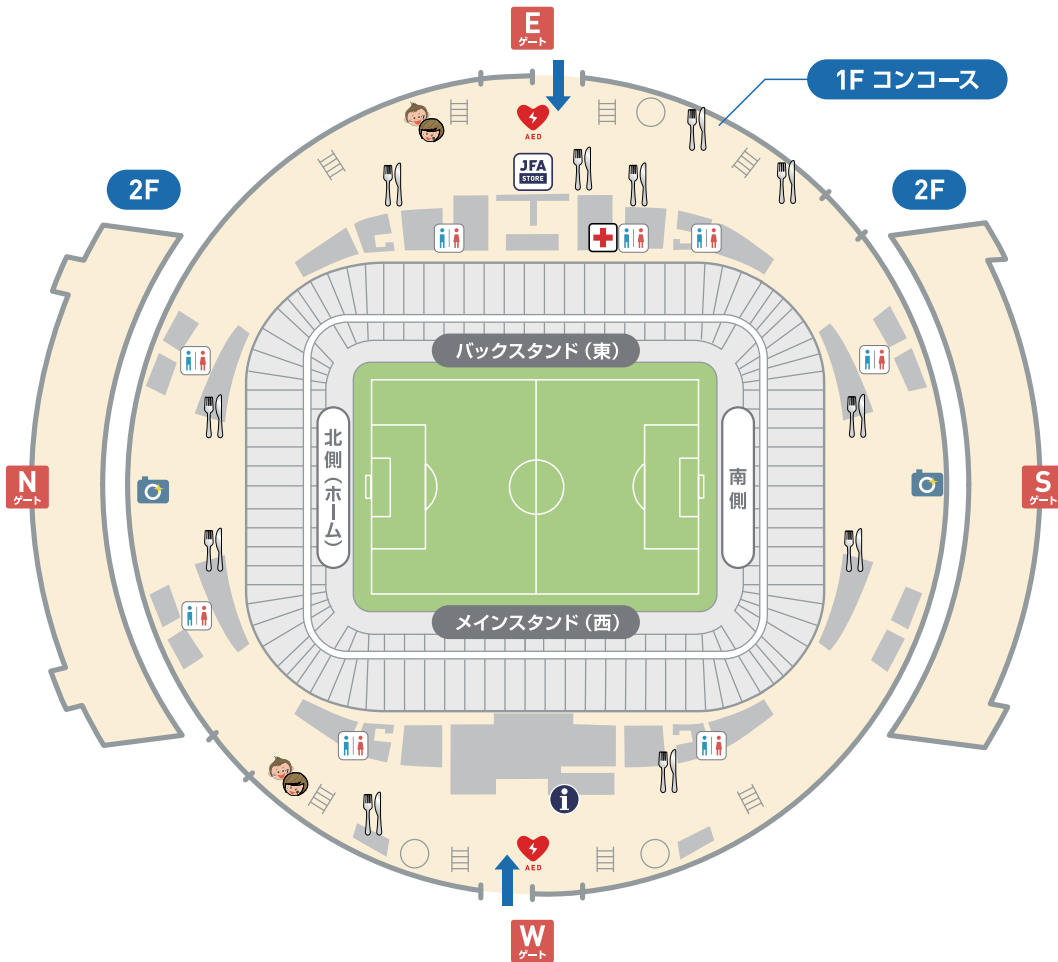 E
ゲート
1F コンコース
AED
2F
JFA
STORE
2F
バックスタンド(東)
北側(ホーム)
南側
N
ゲート
S
ゲート
メインスタンド(西)
i
AED
W
ゲート